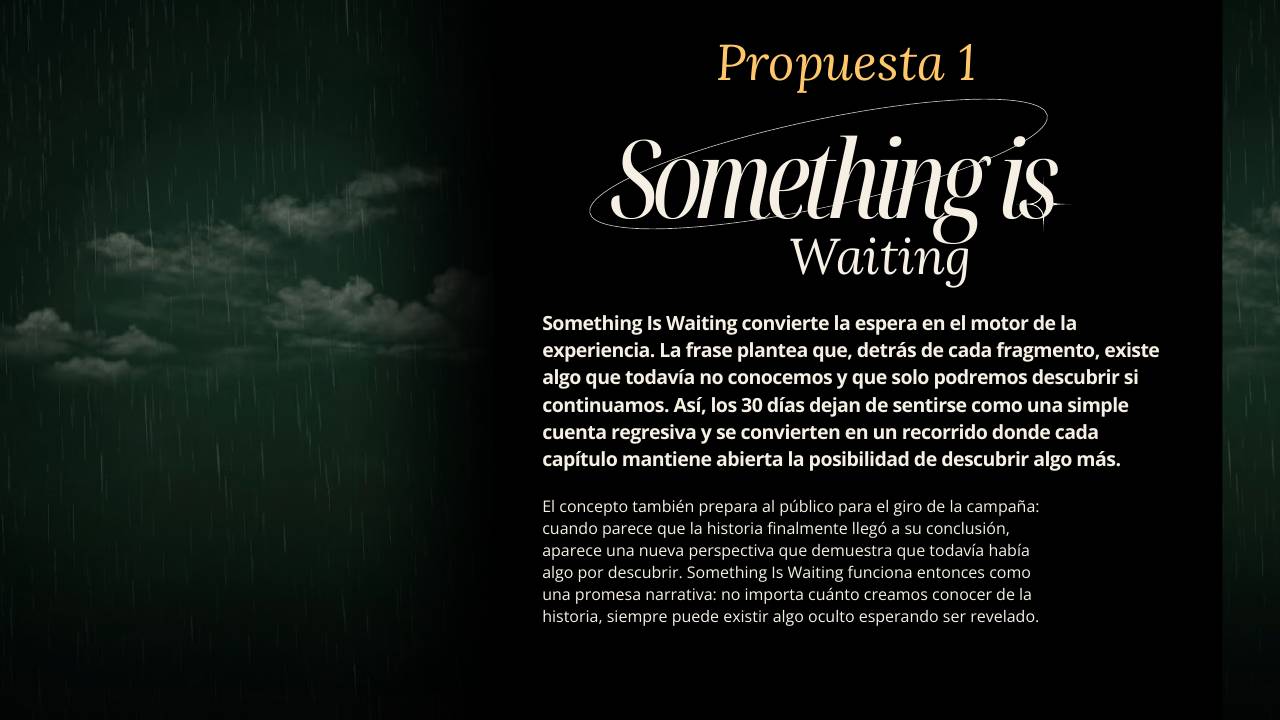 Propuesta 1
Something is
Waiting
Something Is Waiting convierte la espera en el motor de la
experiencia. La frase plantea que, detrás de cada fragmento, existe
algo que todavía no conocemos y que solo podremos descubrir si
continuamos. Así, los 30 días dejan de sentirse como una simple
cuenta regresiva y se convierten en un recorrido donde cada
capítulo mantiene abierta la posibilidad de descubrir algo más.
El concepto también prepara al público para el giro de la campaña:
cuando parece que la historia finalmente llegó a su conclusión,
aparece una nueva perspectiva que demuestra que todavía había
algo por descubrir. Something Is Waiting funciona entonces como
una promesa narrativa: no importa cuánto creamos conocer de la
historia, siempre puede existir algo oculto esperando ser revelado.